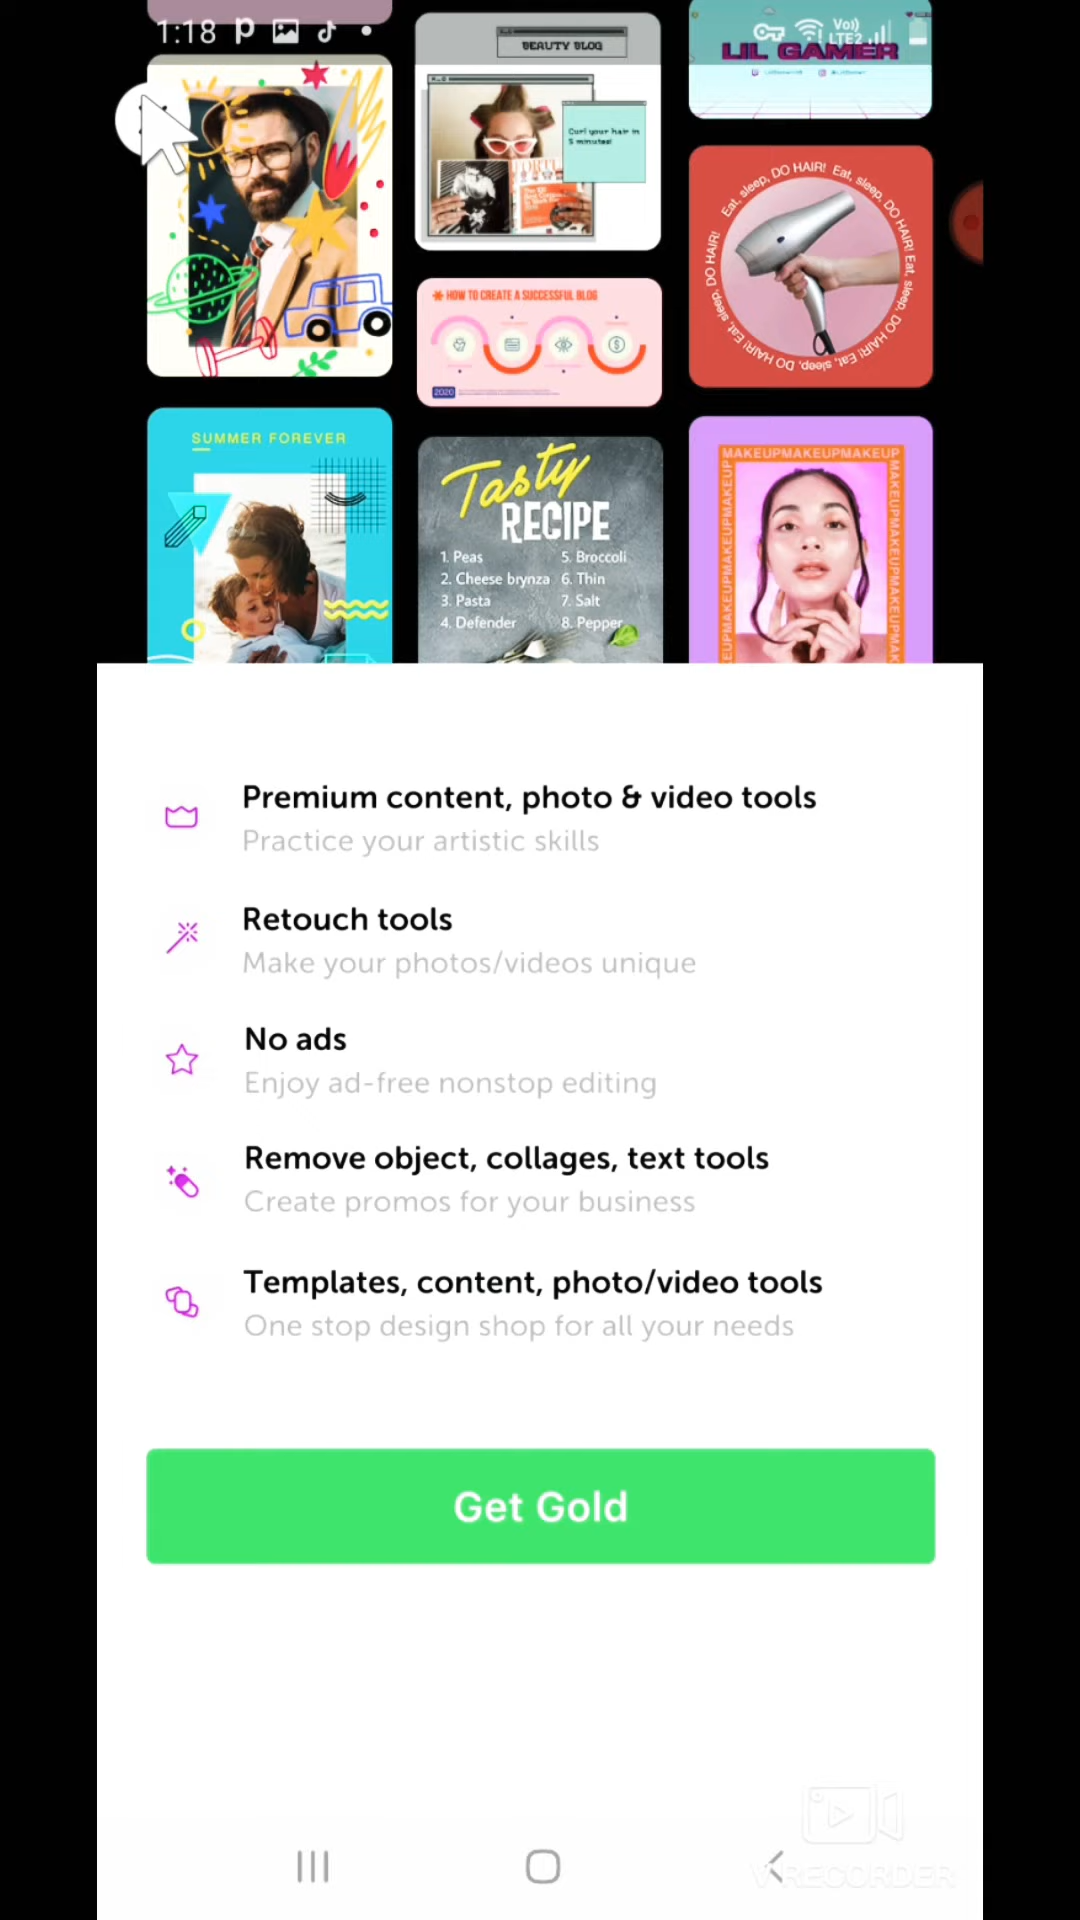 1:18
Vo))
LTE2
BEAUTY BLOG
LIL GAMER
Curl your hair in
5 minutes!
Eat, sleep, DO HAIR! Eat, sleep, DO HAIR! Eat, sleep, DO HAIR! Eat, sleep, DO HAIR!
HOW TO CREATE A SUCCESSFUL BLOG
2020
SUMMER FOREVER
Tasty
RECIPE
1. Peas
2. Cheese brynza
3. Pasta
4. Defender
5. Broccoli
6. Thin
7. Salt
8. Pepper
MAKEUPMAKEUPMAKEUP
Premium content, photo & video tools
Practice your artistic skills
Retouch tools
Make your photos/videos unique
No ads
Enjoy ad-free nonstop editing
Remove object, collages, text tools
Create promos for your business
Templates, content, photo/video tools
One stop design shop for all your needs
Get Gold
V RECORDER